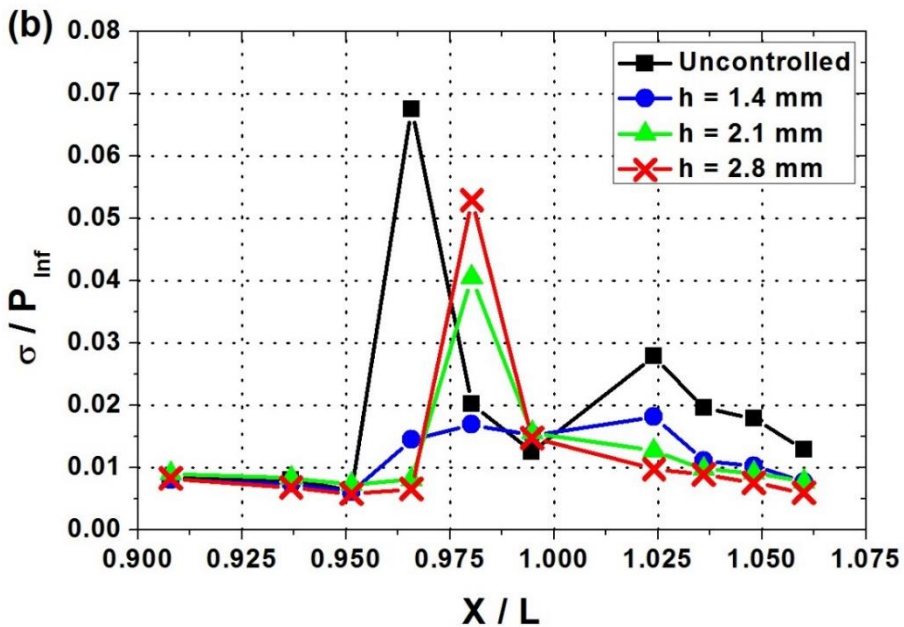 (b)
0.08
0.07
0.06
0.05
0.04
0.03
0.02
0.01
0.00
σ / P Inf
Uncontrolled
h = 1.4 mm
h = 2.1 mm
h = 2.8 mm
0.900 0.925 0.950 0.975 1.000 1.025 1.050 1.075
X / L